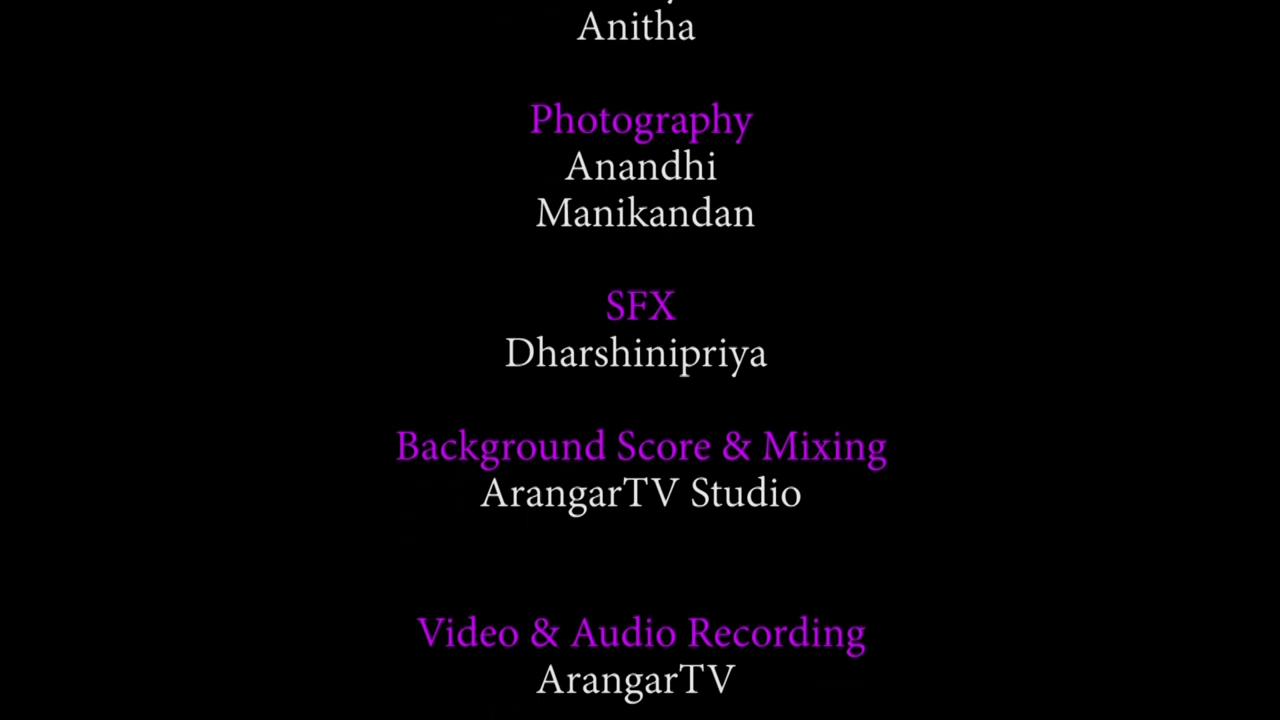 Anitha
Photography
Anandhi
Manikandan
SFX
Dharshinipriya
Background Score & Mixing
ArangarTV Studio
Video & Audio Recording
ArangarTV